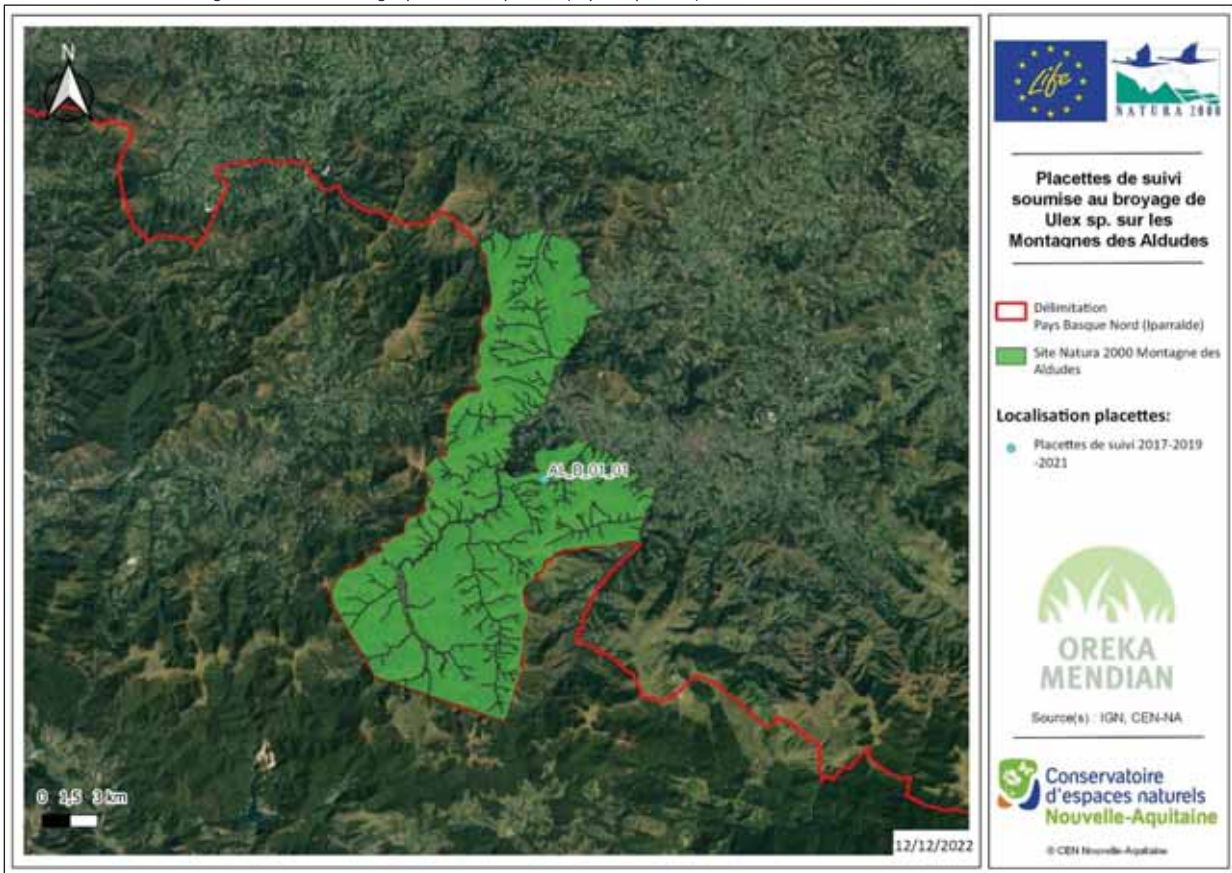 N
AL_B_01_01
0 1,5 3 km
12/12/2022
Life
NATURA 2000
Placettes de suivi
soumise au broyage de
Ulex sp. sur les
Montagnes des Aldudes
Délimitation
Pays Basque Nord (Iparralde)
Site Natura 2000 Montagne des
Aldudes
Localisation placettes:
Placettes de suivi 2017-2019
-2021
OREKA
MENDIAN
Source(s) : IGN, CEN-NA
Conservatoire
d'espaces naturels
Nouvelle-Aquitaine
© CEN Nouvelle-Aquitaine